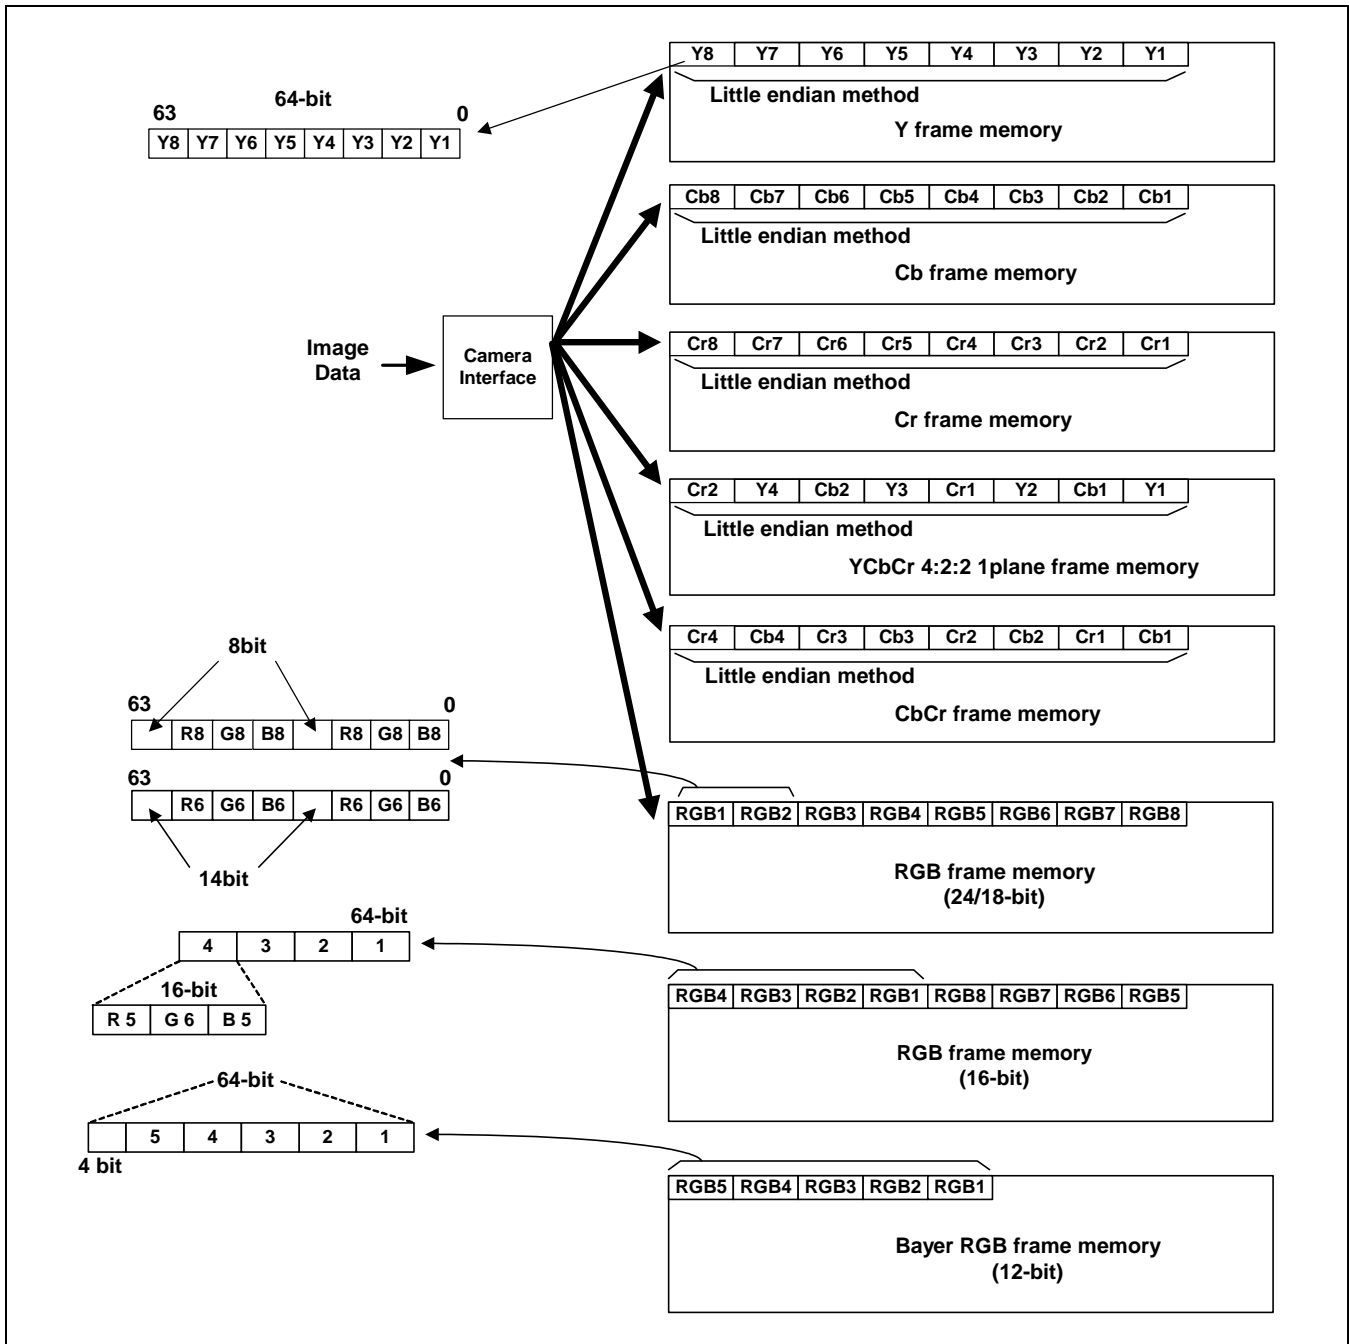 Y8 Y7 Y6 Y5 Y4 Y3 Y2 Y1
Little endian method
Y frame memory
64-bit
63 0
Y8 Y7 Y6 Y5 Y4 Y3 Y2 Y1
Cb8 Cb7 Cb6 Cb5 Cb4 Cb3 Cb2 Cb1
Little endian method
Cb frame memory
Image
Data
Camera
Interface
Cr8 Cr7 Cr6 Cr5 Cr4 Cr3 Cr2 Cr1
Little endian method
Cr frame memory
Cr2 Y4 Cb2 Y3 Cr1 Y2 Cb1 Y1
Little endian method
YCbCr 4:2:2 1plane frame memory
Cr4 Cb4 Cr3 Cb3 Cr2 Cb2 Cr1 Cb1
Little endian method
CbCr frame memory
8bit
63 0
R8 G8 B8 R8 G8 B8
63 0
R6 G6 B6 R6 G6 B6
14bit
RGB1 RGB2 RGB3 RGB4 RGB5 RGB6 RGB7 RGB8
RGB frame memory
(24/18-bit)
64-bit
4 3 2 1
16-bit
R 5 G 6 B 5
RGB4 RGB3 RGB2 RGB1 RGB8 RGB7 RGB6 RGB5
RGB frame memory
(16-bit)
64-bit
5 4 3 2 1
4 bit
RGB5 RGB4 RGB3 RGB2 RGB1
Bayer RGB frame memory
(12-bit)